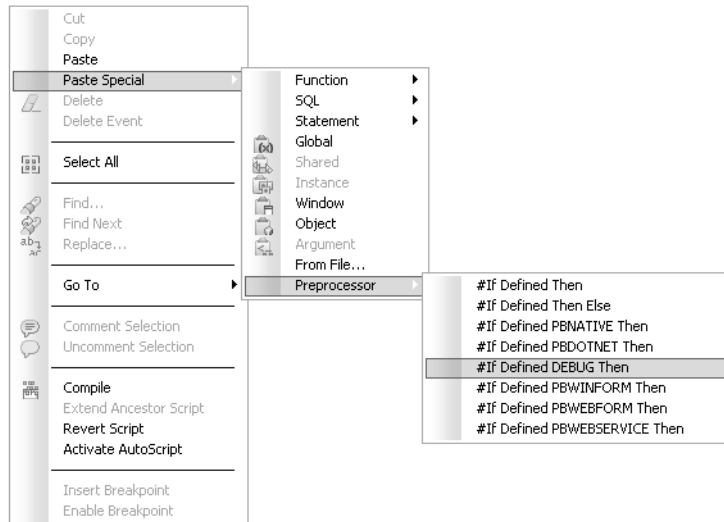 Cut
Copy
Paste
Paste Special
Delete
Delete Event
Select All
Find...
Find Next
Replace...
Go To
Comment Selection
Uncomment Selection
Compile
Extend Ancestor Script
Revert Script
Activate AutoScript
Insert Breakpoint
Enable Breakpoint
Function
SQL
Statement
Global
Shared
Instance
Window
Object
Argument
From File...
Preprocessor
#If Defined Then
#If Defined Then Else
#If Defined PBNATIVE Then
#If Defined PBDOTNET Then
#If Defined DEBUG Then
#If Defined PBWINFORM Then
#If Defined PBWEBFORM Then
#If Defined PBWEBSERVICE Then